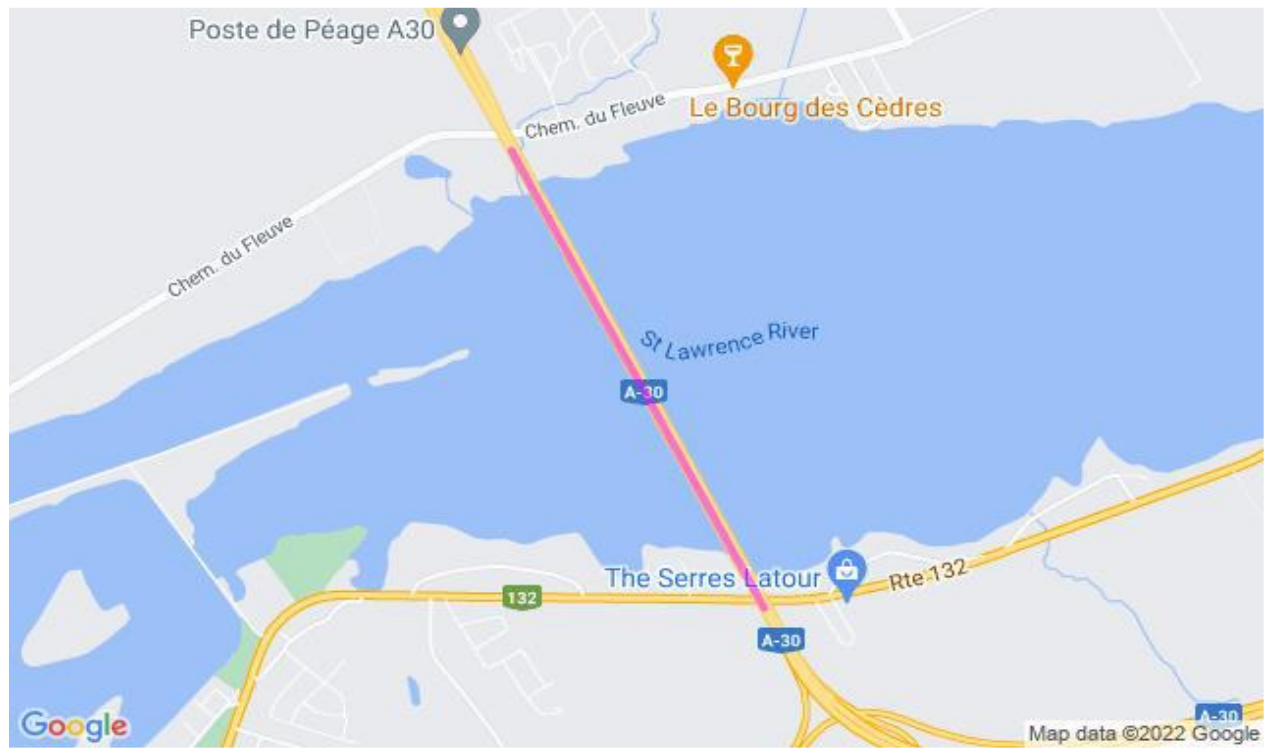 Poste de Péage A30
Le Bourg des Cèdres
Chem. du Fleuve
Chem. du Fleuve
St Lawrence River
A-30
The Serres Latour
Rte 132
132
A-30
A-30
Google
Map data ©2022 Google